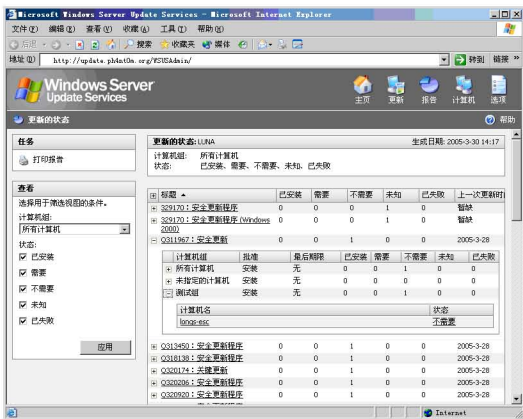 Microsoft Windows Server Update Services - Microsoft Internet Explorer
文件(F) 编辑(E) 查看(V) 收藏(A) 工具(T) 帮助(H)
后退 搜索 收藏夹 媒体
地址(D) http://update.ph4nt0m.org/WSUSAdmin/ 转到 链接 »
Windows Server
Update Services
主页 更新 报告 计算机 选项
更新的状态 帮助
任务
打印报告
查看
选择用于筛选视图的条件。
计算机组:
所有计算机
状态:
已安装
需要
不需要
未知
已失败
应用
更新的状态: LUNA 生成日期: 2005-3-30 14:17
计算机组: 所有计算机
状态: 已安装、需要、不需要、未知、已失败
标题 已安装 需要 不需要 未知 已失败 上一次更新时间
329170：安全更新程序 0 0 0 1 0 暂缺
329170：安全更新程序 (Windows 2000) 0 0 0 1 0 暂缺
Q311967：安全更新 0 0 1 0 0 2005-3-28
计算机组 批准 最后期限 已安装 需要 不需要 未知 已失败
所有计算机 安装 无 0 0 1 0 0
未指定的计算机 安装 无 0 0 0 0 0
测试组 安装 无 0 0 1 0 0
计算机名 状态
longs-esc 不需要
Q313450：安全更新程序 0 0 1 0 0 2005-3-28
Q318138：安全更新程序 0 0 1 0 0 2005-3-28
Q320174：关键更新 0 0 1 0 0 2005-3-28
Q320206：安全更新程序 0 0 1 0 0 2005-3-28
Q320920：安全更新程序 0 0 1 0 0 2005-3-28
Internet